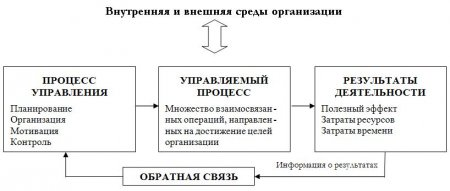 Внутренняя и внешняя среды организации
ПРОЦЕСС
УПРАВЛЕНИЯ
Планирование
Организация
Мотивация
Контроль
УПРАВЛЯЕМЫЙ
ПРОЦЕСС
Множество взаимосвязан-
ных операций, направлен-
ных на достижение целей
организации
РЕЗУЛЬТАТЫ
ДЕЯТЕЛЬНОСТИ
Полезный эффект
Затраты ресурсов
Затраты времени
Информация о результатах
ОБРАТНАЯ СВЯЗЬ